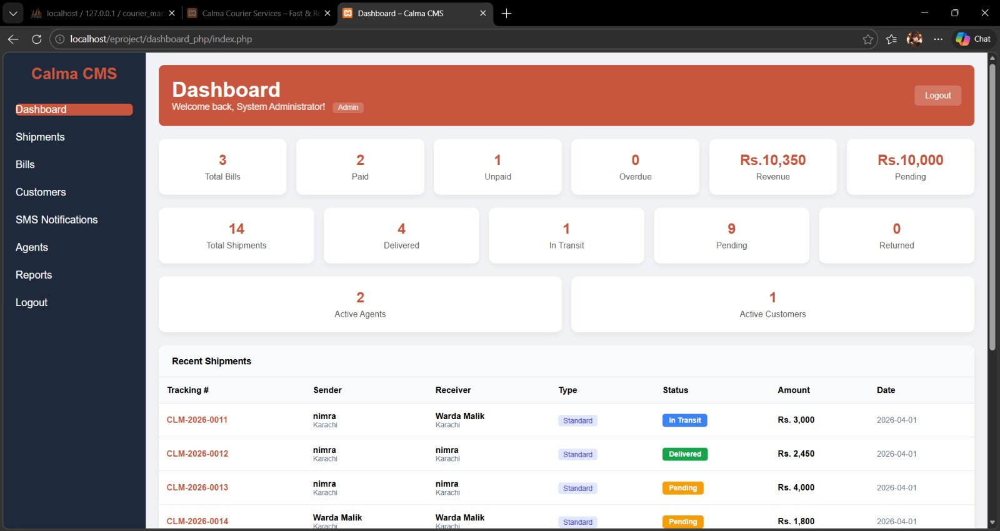 localhost / 127.0.0.1 / courier_man
Calma Courier Services – Fast & Re
Dashboard – Calma CMS
localhost/eproject/dashboard_php/index.php
Chat
Calma CMS
Dashboard
Shipments
Bills
Customers
SMS Notifications
Agents
Reports
Logout
Dashboard
Welcome back, System Administrator! Admin
Logout
3
Total Bills
2
Paid
1
Unpaid
0
Overdue
Rs.10,350
Revenue
Rs.10,000
Pending
14
Total Shipments
4
Delivered
1
In Transit
9
Pending
0
Returned
2
Active Agents
1
Active Customers
Recent Shipments
Tracking # Sender Receiver Type Status Amount Date
CLM-2026-0011 nimra Warda Malik Standard In Transit Rs. 3,000 2026-04-01
Karachi Karachi
CLM-2026-0012 nimra nimra Standard Delivered Rs. 2,450 2026-04-01
Karachi Karachi
CLM-2026-0013 nimra nimra Standard Pending Rs. 4,000 2026-04-01
Karachi Karachi
CLM-2026-0014 Warda Malik Warda Malik Standard Pending Rs. 1,800 2026-04-01
Karachi Karachi